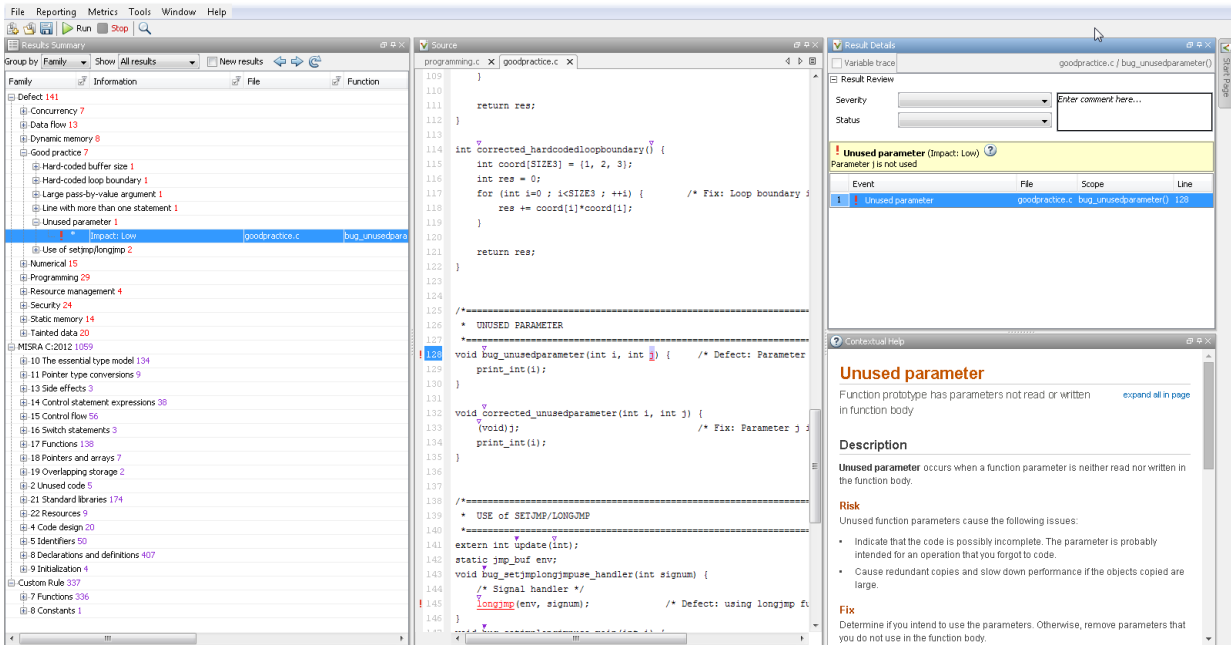 File Reporting Metrics Tools Window Help
Run Stop
Results Summary
Group by Family Show All results New results
Family Information File Function
Defect 141
Concurrency 7
Data flow 13
Dynamic memory 8
Good practice 7
Hard-coded buffer size 1
Hard-coded loop boundary 1
Large pass-by-value argument 1
Line with more than one statement 1
Unused parameter 1
! * Impact: Low goodpractice.c bug_unusedpara
Use of setjmp/longjmp 2
Numerical 15
Programming 29
Resource management 4
Security 24
Static memory 14
Tainted data 20
MISRA C:2012 1059
10 The essential type model 134
11 Pointer type conversions 9
13 Side effects 3
14 Control statement expressions 38
15 Control flow 56
16 Switch statements 3
17 Functions 138
18 Pointers and arrays 7
19 Overlapping storage 2
2 Unused code 5
21 Standard libraries 174
22 Resources 9
4 Code design 20
5 Identifiers 50
8 Declarations and definitions 407
9 Initialization 4
Custom Rule 337
7 Functions 336
8 Constants 1
Source
programming.c x goodpractice.c x
109 }
110
111 return res;
112 }
113
114 int corrected_hardcodedloopboundary() {
115 int coord[SIZE3] = {1, 2, 3};
116 int res = 0;
117 for (int i=0 ; i<SIZE3 ; ++i) { /* Fix: Loop boundary i
118 res += coord[i]*coord[i];
119 }
120
121 return res;
122 }
123
124
125 /*================================================
126 * UNUSED PARAMETER
127 *================================================
! 128 void bug_unusedparameter(int i, int j) { /* Defect: Parameter
129 print_int(i);
130 }
131
132 void corrected_unusedparameter(int i, int j) {
133 (void)j; /* Fix: Parameter j i
134 print_int(i);
135 }
136
137
138 /*================================================
139 * USE of SETJMP/LONGJMP
140 *================================================
141 extern int update(int);
142 static jmp_buf env;
143 void bug_setjmplongjmpuse_handler(int signum) {
144 /* Signal handler */
! 145 longjmp(env, signum); /* Defect: using longjmp fu
146 }
Result Details
Variable trace goodpractice.c / bug_unusedparameter()
Result Review
Severity
Status
Enter comment here...
! Unused parameter (Impact: Low) ?
Parameter j is not used
Event File Scope Line
1 ! Unused parameter goodpractice.c bug_unusedparameter() 128
Start Page
? Contextual Help
Unused parameter
Function prototype has parameters not read or written expand all in page
in function body
Description
Unused parameter occurs when a function parameter is neither read nor written in
the function body.
Risk
Unused function parameters cause the following issues:
▪ Indicate that the code is possibly incomplete. The parameter is probably
intended for an operation that you forgot to code.
▪ Cause redundant copies and slow down performance if the objects copied are
large.
Fix
Determine if you intend to use the parameters. Otherwise, remove parameters that
you do not use in the function body.